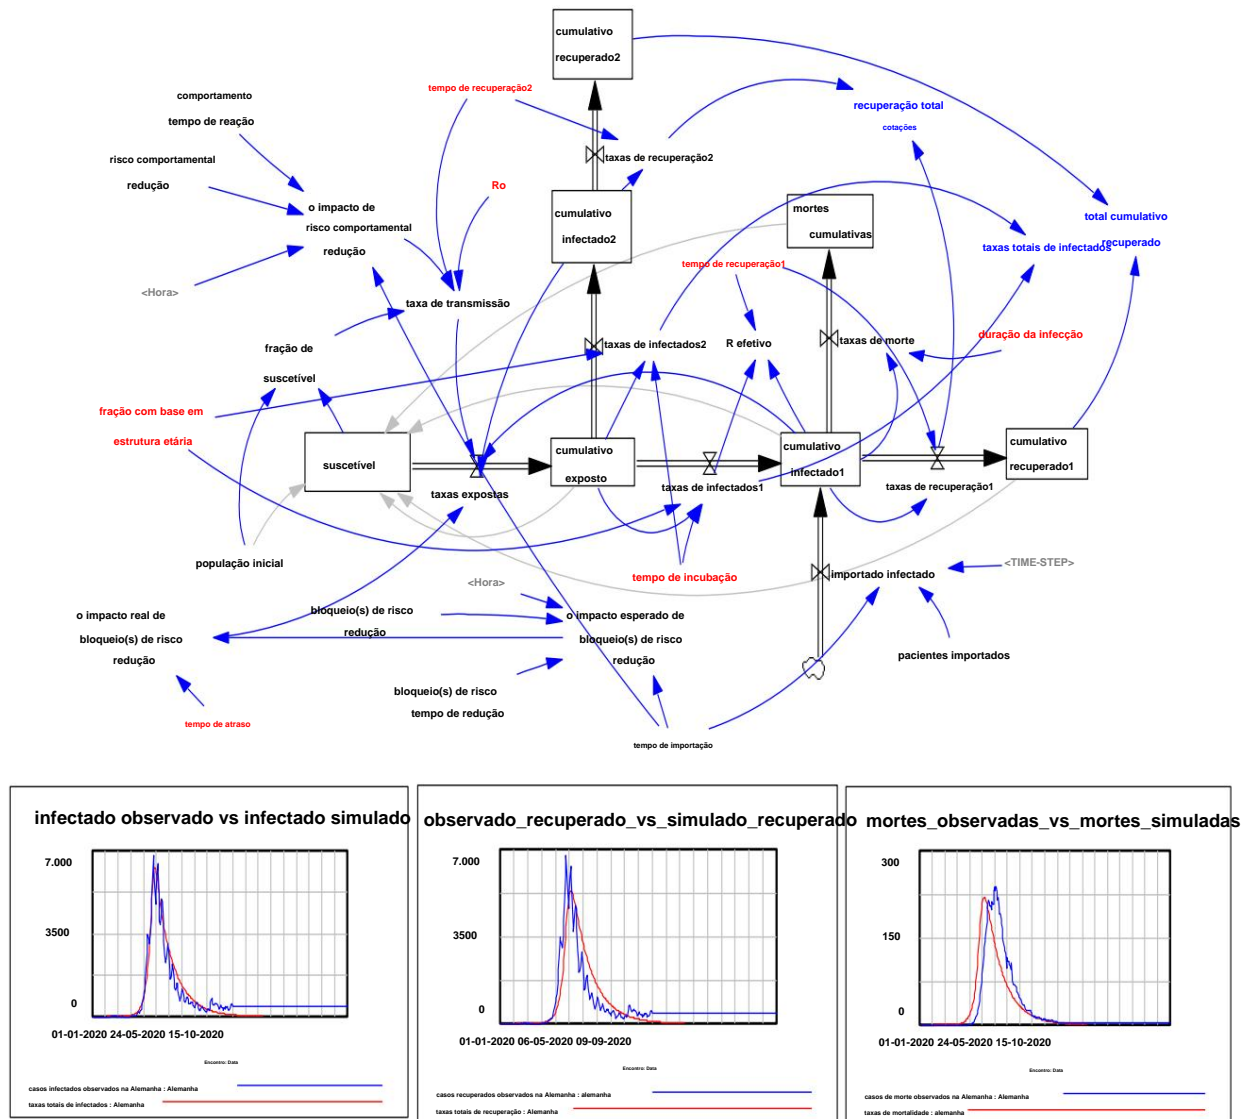 cumulativo
recuperado2
comportamento
tempo de reação
tempo de recuperação2
recuperação total
cotações
risco comportamental
redução
taxas de recuperação2
Ro
o impacto de
risco comportamental
redução
cumulativo
infectado2
mortes
cumulativas
total cumulativo
recuperado
taxas totais de infectados
tempo de recuperação1
<Hora>
taxa de transmissão
fração de
suscetível
taxas de infectados2
R efetivo
taxas de morte
duração da infecção
fração com base em
estrutura etária
suscetível
cumulativo
exposto
cumulativo
infectado1
cumulativo
recuperado1
taxas expostas
taxas de infectados1
taxas de recuperação1
população inicial
<Hora>
tempo de incubação
importado infectado
<TIME-STEP>
o impacto real de
bloqueio(s) de risco
redução
bloqueio(s) de risco
redução
o impacto esperado de
bloqueio(s) de risco
redução
pacientes importados
bloqueio(s) de risco
tempo de redução
tempo de atraso
tempo de importação
infectado observado vs infectado simulado
7.000
3500
0
01-01-2020 24-05-2020 15-10-2020
Encontro: Data
casos infectados observados na Alemanha : Alemanha
taxas totais de infectados : Alemanha
observado_recuperado_vs_simulado_recuperado
7.000
3500
0
01-01-2020 06-05-2020 09-09-2020
Encontro: Data
casos recuperados observados na Alemanha : alemanha
taxas totais de recuperação : Alemanha
mortes_observadas_vs_mortes_simuladas
300
150
0
01-01-2020 24-05-2020 15-10-2020
Encontro: Data
casos de morte observados na Alemanha : Alemanha
taxas de mortalidade : alemanha